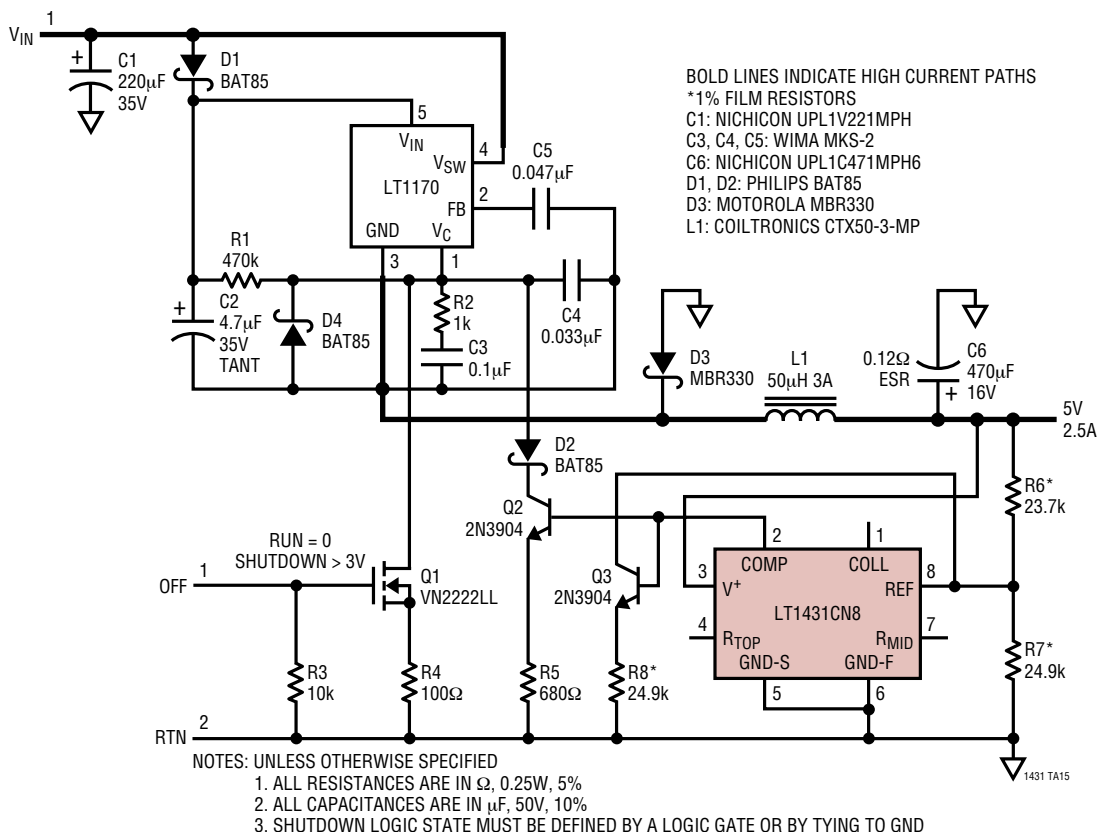 1
VIN
+
C1
220µF
35V
D1
BAT85
5
VIN
VSW
4
LT1170
FB
2
GND
VC
3
1
C5
0.047µF
BOLD LINES INDICATE HIGH CURRENT PATHS
*1% FILM RESISTORS
C1: NICHICON UPL1V221MPH
C3, C4, C5: WIMA MKS-2
C6: NICHICON UPL1C471MPH6
D1, D2: PHILIPS BAT85
D3: MOTOROLA MBR330
L1: COILTRONICS CTX50-3-MP
R1
470k
+
C2
4.7µF
35V
TANT
D4
BAT85
R2
1k
C3
0.1µF
C4
0.033µF
D3
MBR330
L1
50µH 3A
0.12Ω
ESR
C6
470µF
16V
+
5V
2.5A
D2
BAT85
Q2
2N3904
R6*
23.7k
RUN = 0
SHUTDOWN > 3V
OFF
1
Q1
VN2222LL
Q3
2N3904
2
1
COMP
COLL
3
V+
REF
8
LT1431CN8
4
RTOP
RMID
7
GND-S
GND-F
5
6
R7*
24.9k
R3
10k
R4
100Ω
R5
680Ω
R8*
24.9k
RTN
2
1431 TA15
NOTES: UNLESS OTHERWISE SPECIFIED
1. ALL RESISTANCES ARE IN Ω, 0.25W, 5%
2. ALL CAPACITANCES ARE IN µF, 50V, 10%
3. SHUTDOWN LOGIC STATE MUST BE DEFINED BY A LOGIC GATE OR BY TYING TO GND